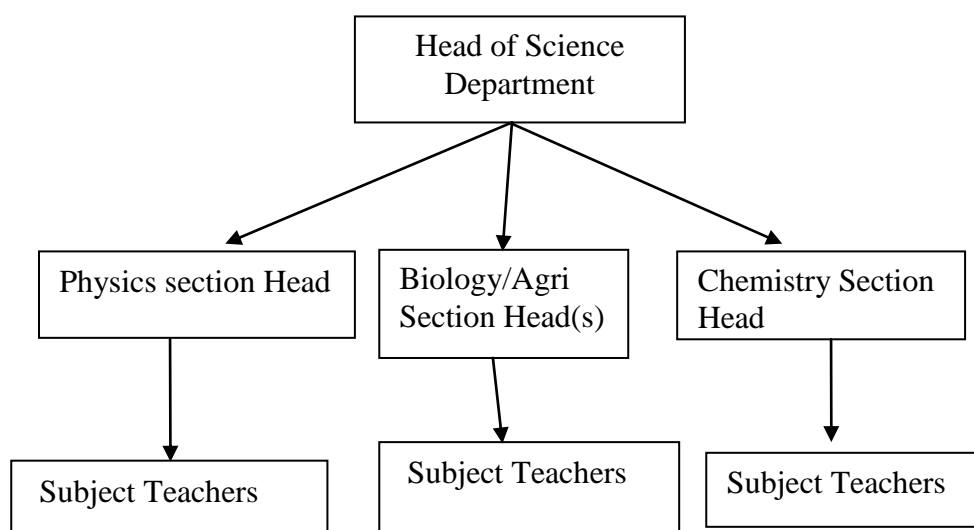 Head of Science
Department
Physics section Head
Biology/Agri
Section Head(s)
Chemistry Section
Head
Subject Teachers
Subject Teachers
Subject Teachers